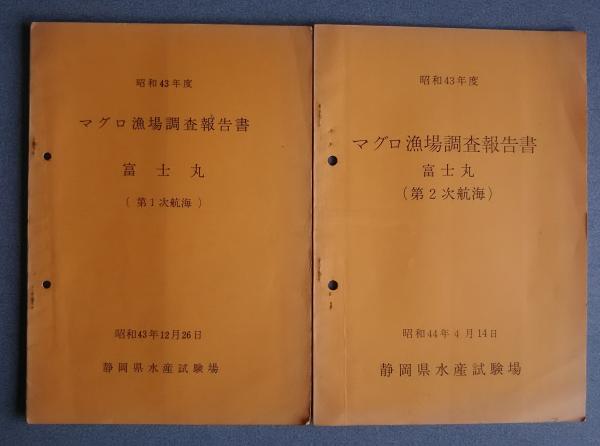 昭和43年度
マグロ漁場調査報告書
富士丸
(第1次航海)
昭和43年12月26日
静岡県水産試験場
昭和43年度
マグロ漁場調査報告書
富士丸
(第2次航海)
昭和44年4月14日
静岡県水産試験場